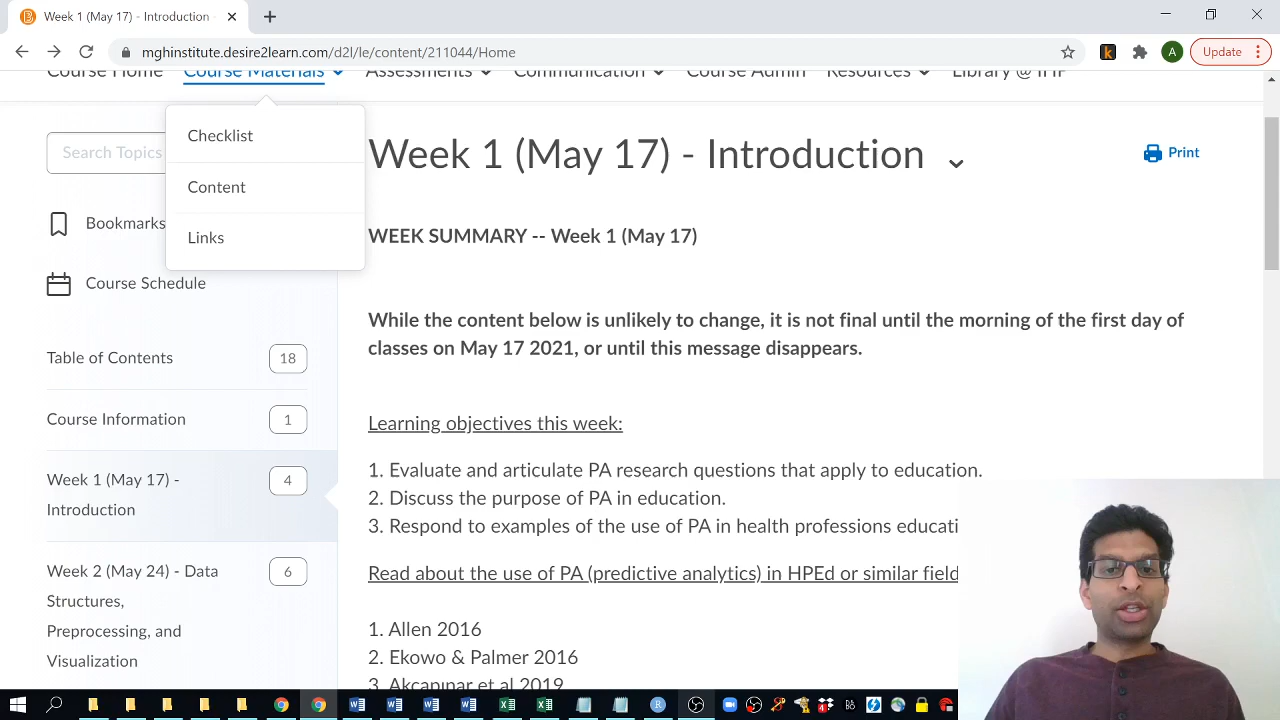 Week 1 (May 17) - Introduction
mghinstitute.desire2learn.com/d2l/le/content/211044/Home
A
Update
Course Home
Course Materials
Assessments
Communication
Course Admin
Resources
Library @ IHP
Checklist
Content
Links
Search Topics
Bookmarks
Course Schedule
Table of Contents
18
Course Information
1
Week 1 (May 17) -
Introduction
4
Week 2 (May 24) - Data
Structures,
Preprocessing, and
Visualization
6
Week 1 (May 17) - Introduction
Print
WEEK SUMMARY -- Week 1 (May 17)
While the content below is unlikely to change, it is not final until the morning of the first day of
classes on May 17 2021, or until this message disappears.
Learning objectives this week:
1. Evaluate and articulate PA research questions that apply to education.
2. Discuss the purpose of PA in education.
3. Respond to examples of the use of PA in health professions educati
Read about the use of PA (predictive analytics) in HPEd or similar field
1. Allen 2016
2. Ekowo & Palmer 2016
3. Akcapınar et al 2019